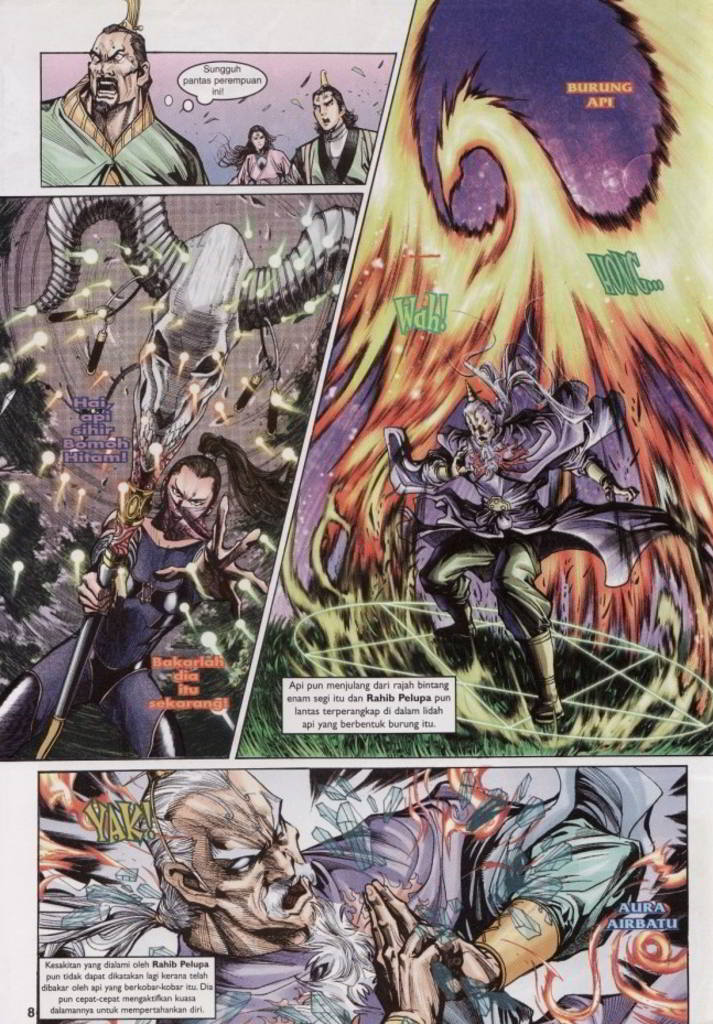 Sungguh
pantas perempuan
ini!
BURUNG
API
HONG...
Wah!
Hai
api
sihir
Bomoh
Hitam!
Bakarlah
dia
itu
sekarang!
Api pun menjulang dari rajah bintang
enam segi itu dan Rahib Pelupa pun
lantas terperangkap di dalam lidah
api yang berbentuk burung itu.
YAK!
AURA
AIRBATU
Kesakitan yang dialami oleh Rahib Pelupa
pun tidak dapat dikatakan lagi kerana telah
dibakar oleh api yang berkobar-kobar itu. Dia
pun cepat-cepat mengaktifkan kuasa
dalamannya untuk mempertahankan diri.
8